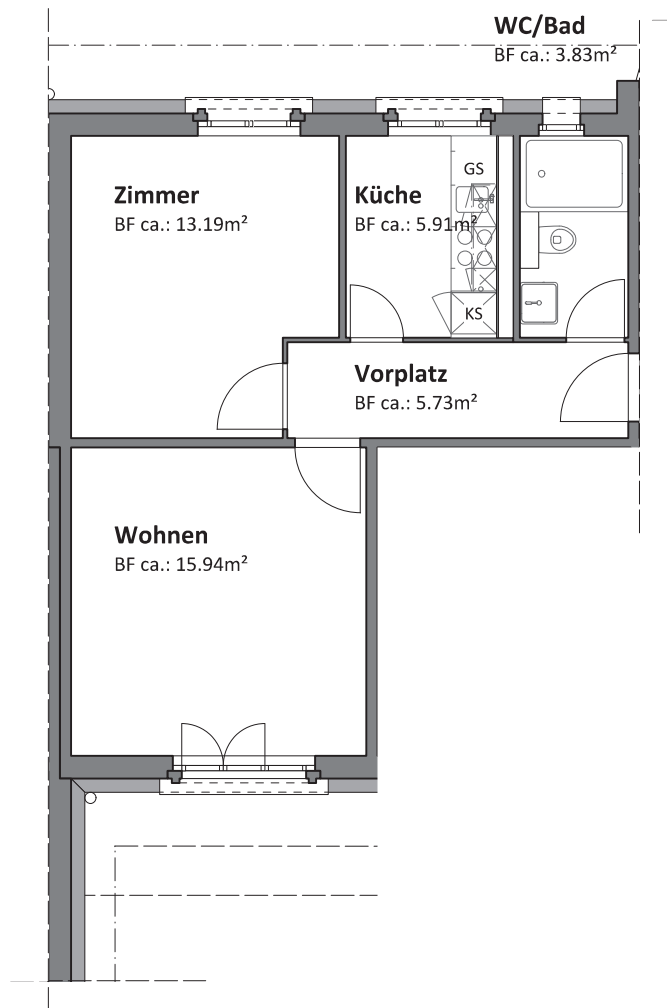 WC/Bad
BF ca.: 3.83m²
GS
Zimmer
BF ca.: 13.19m²
Küche
BF ca.: 5.91m²
KS
Vorplatz
BF ca.: 5.73m²
Wohnen
BF ca.: 15.94m²